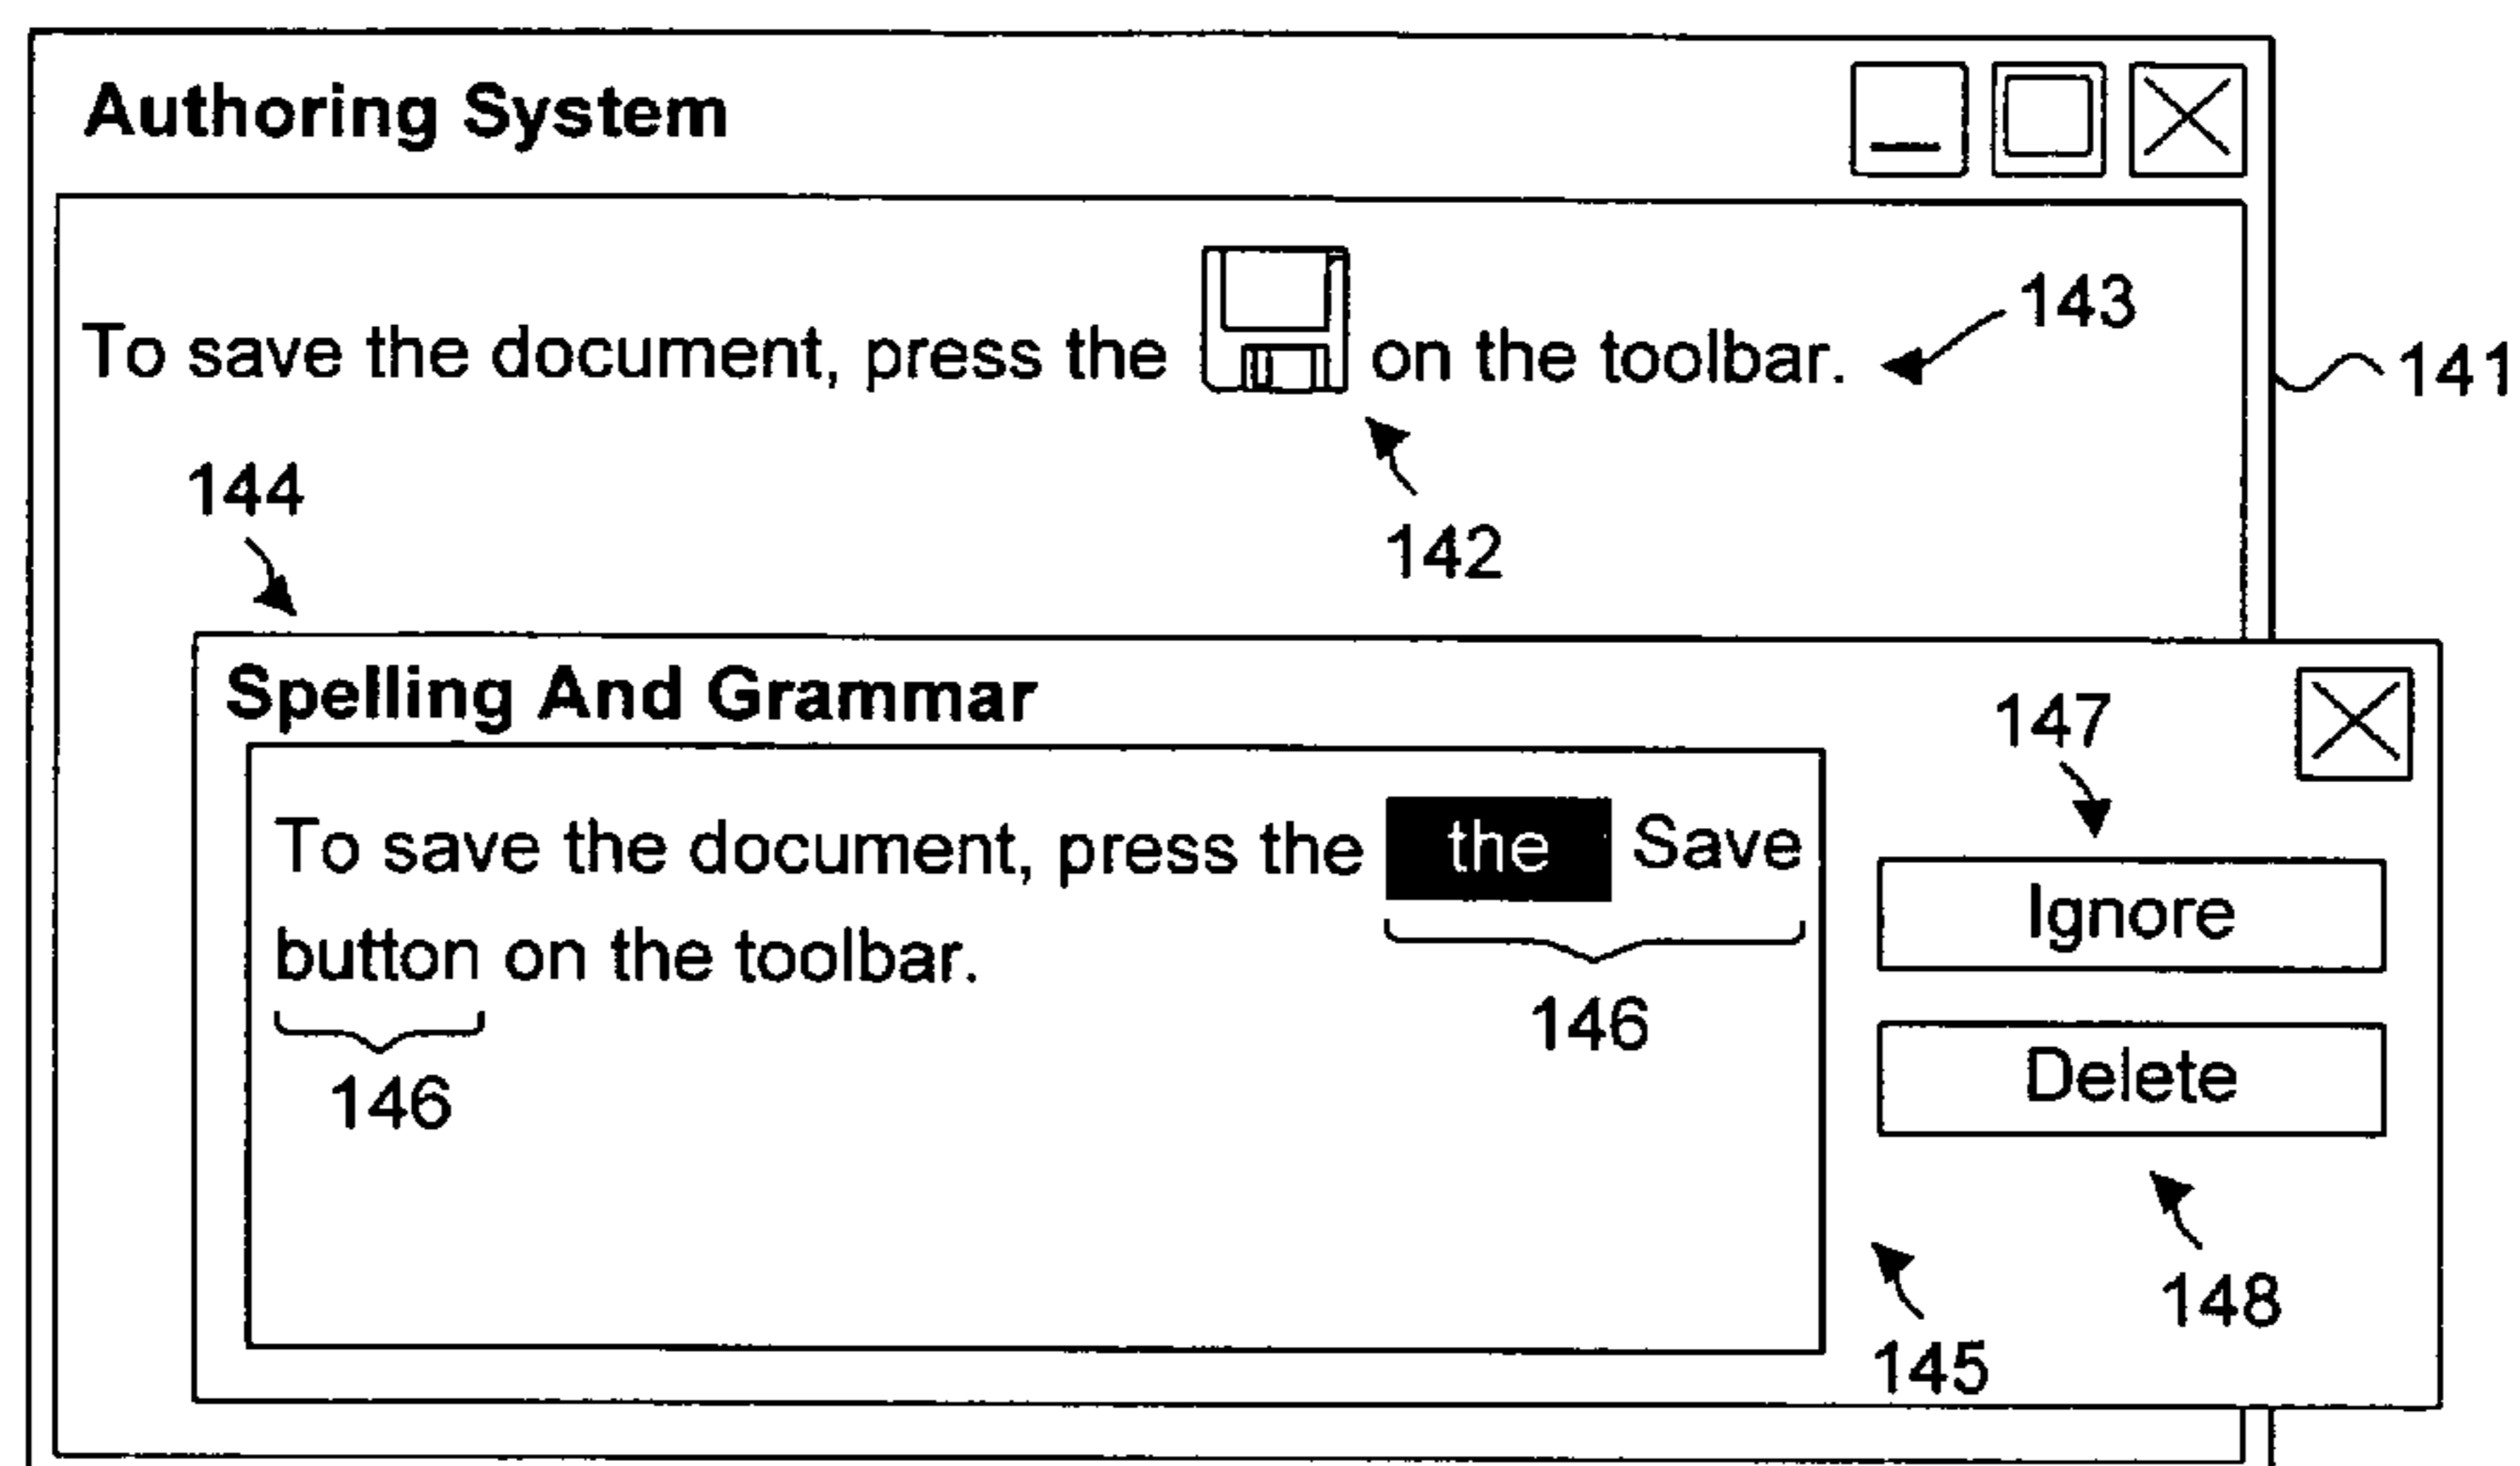 Authoring System
To save the document, press the on the toolbar.
143
141
144
142
Spelling And Grammar
147
To save the document, press the the Save
button on the toolbar.
146
146
Ignore
Delete
148
145